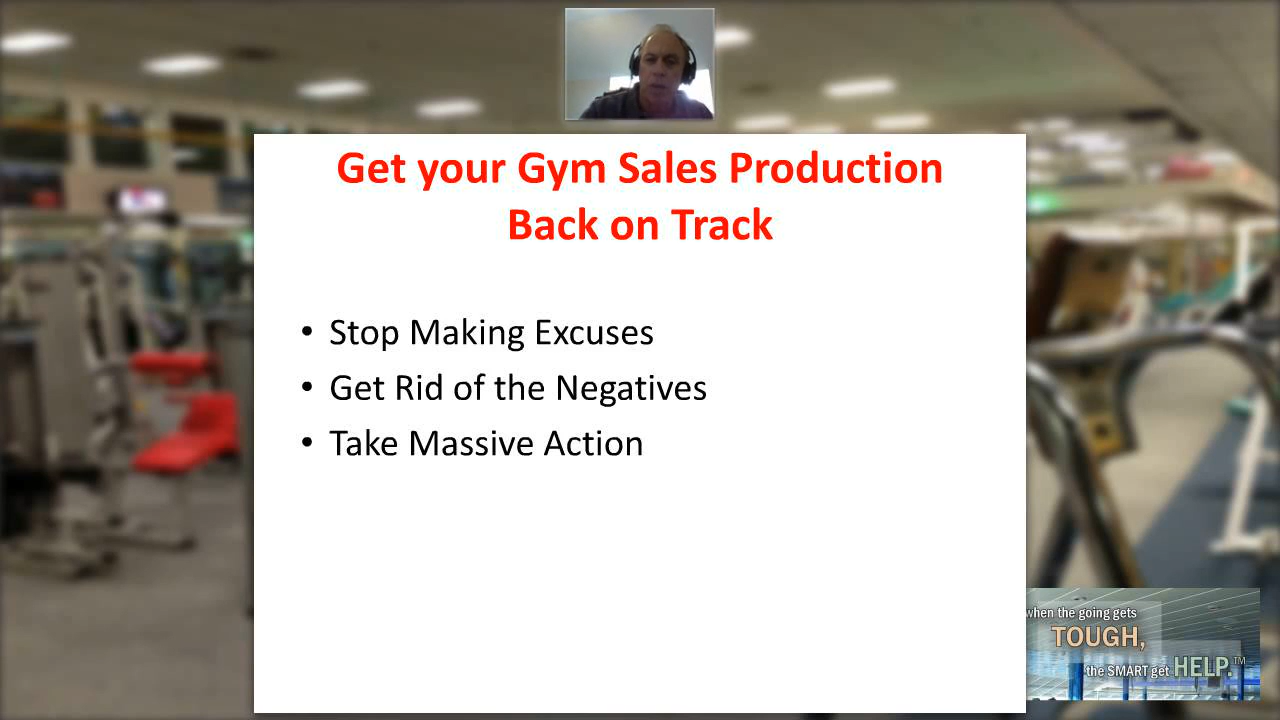 Get your Gym Sales Production
Back on Track
• Stop Making Excuses
• Get Rid of the Negatives
• Take Massive Action
when the going gets
TOUGH,
the SMART get HELP.™